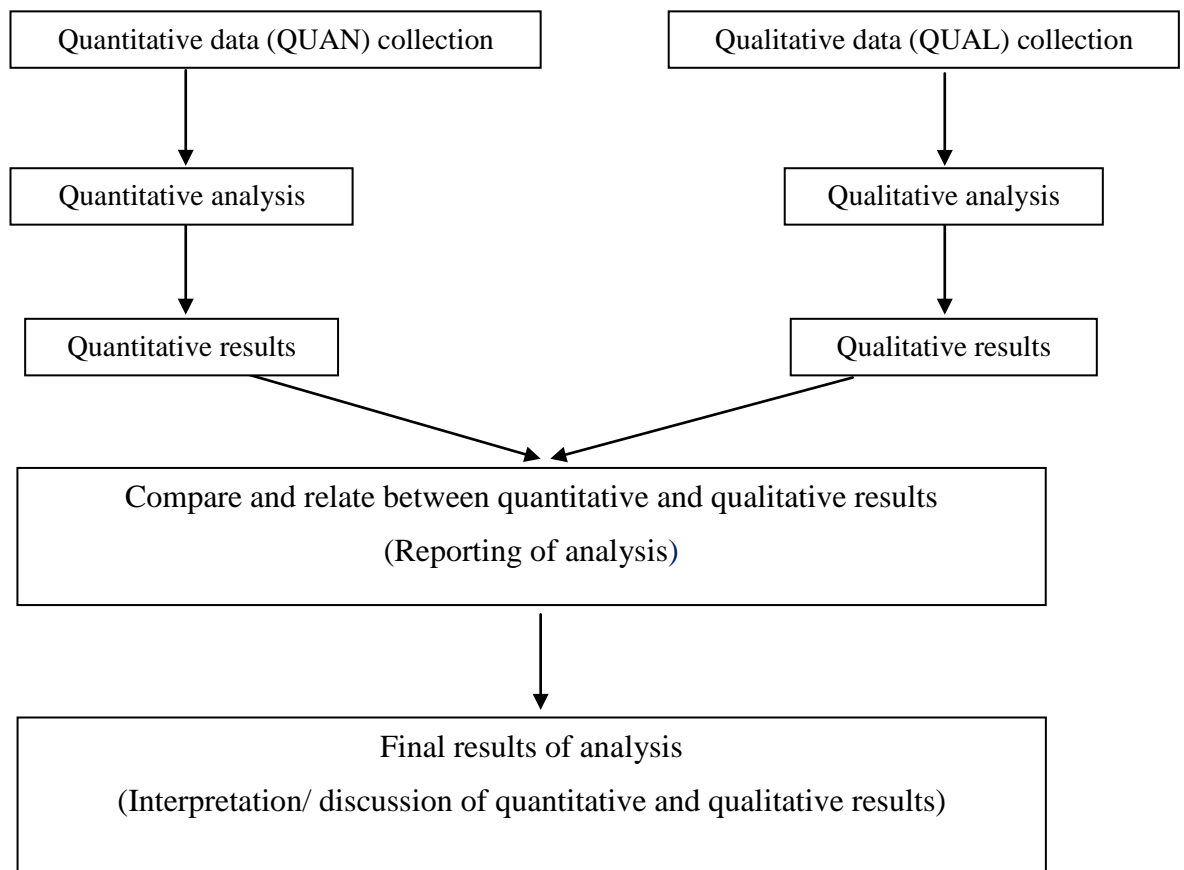 Quantitative data (QUAN) collection
Qualitative data (QUAL) collection
Quantitative analysis
Qualitative analysis
Quantitative results
Qualitative results
Compare and relate between quantitative and qualitative results
(Reporting of analysis)
Final results of analysis
(Interpretation/ discussion of quantitative and qualitative results)